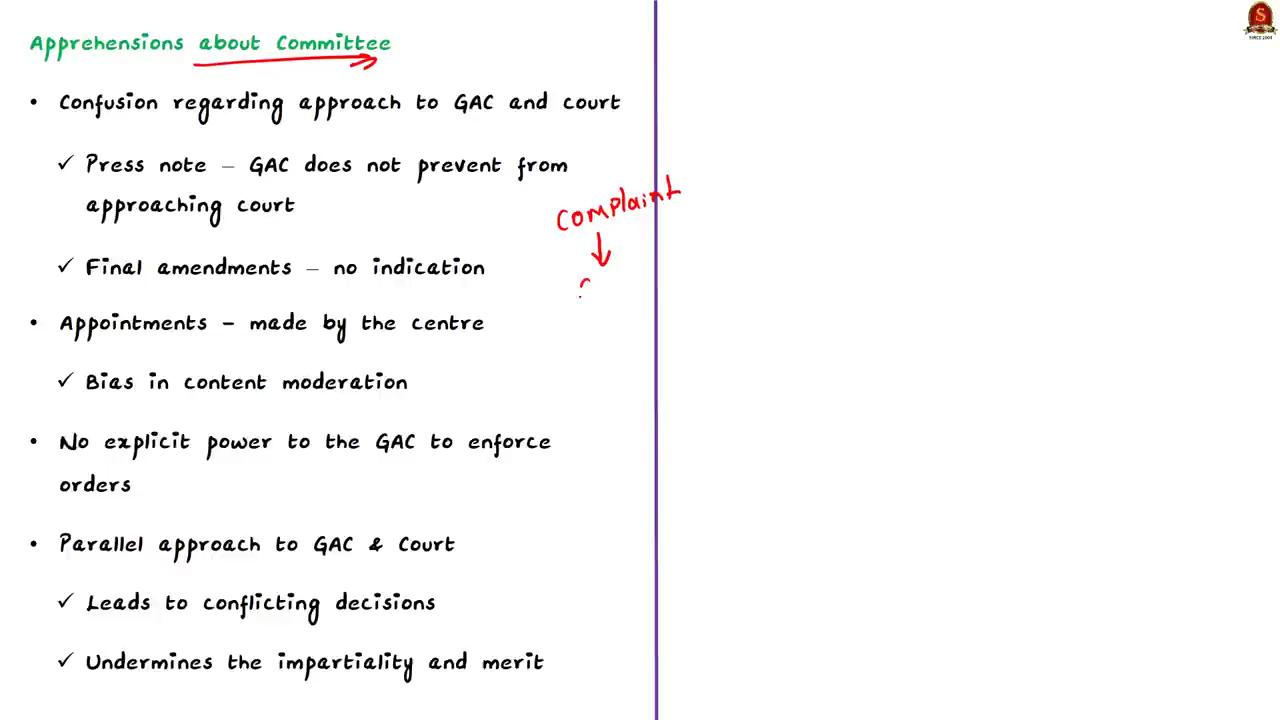 Apprehensions about Committee
• Confusion regarding approach to GAC and court
✓ Press note – GAC does not prevent from
approaching court
Complaint
✓ Final amendments – no indication
• Appointments - made by the centre
✓ Bias in content moderation
• No explicit power to the GAC to enforce
orders
• Parallel approach to GAC & Court
✓ Leads to conflicting decisions
✓ Undermines the impartiality and merit
S
SINCE 2004